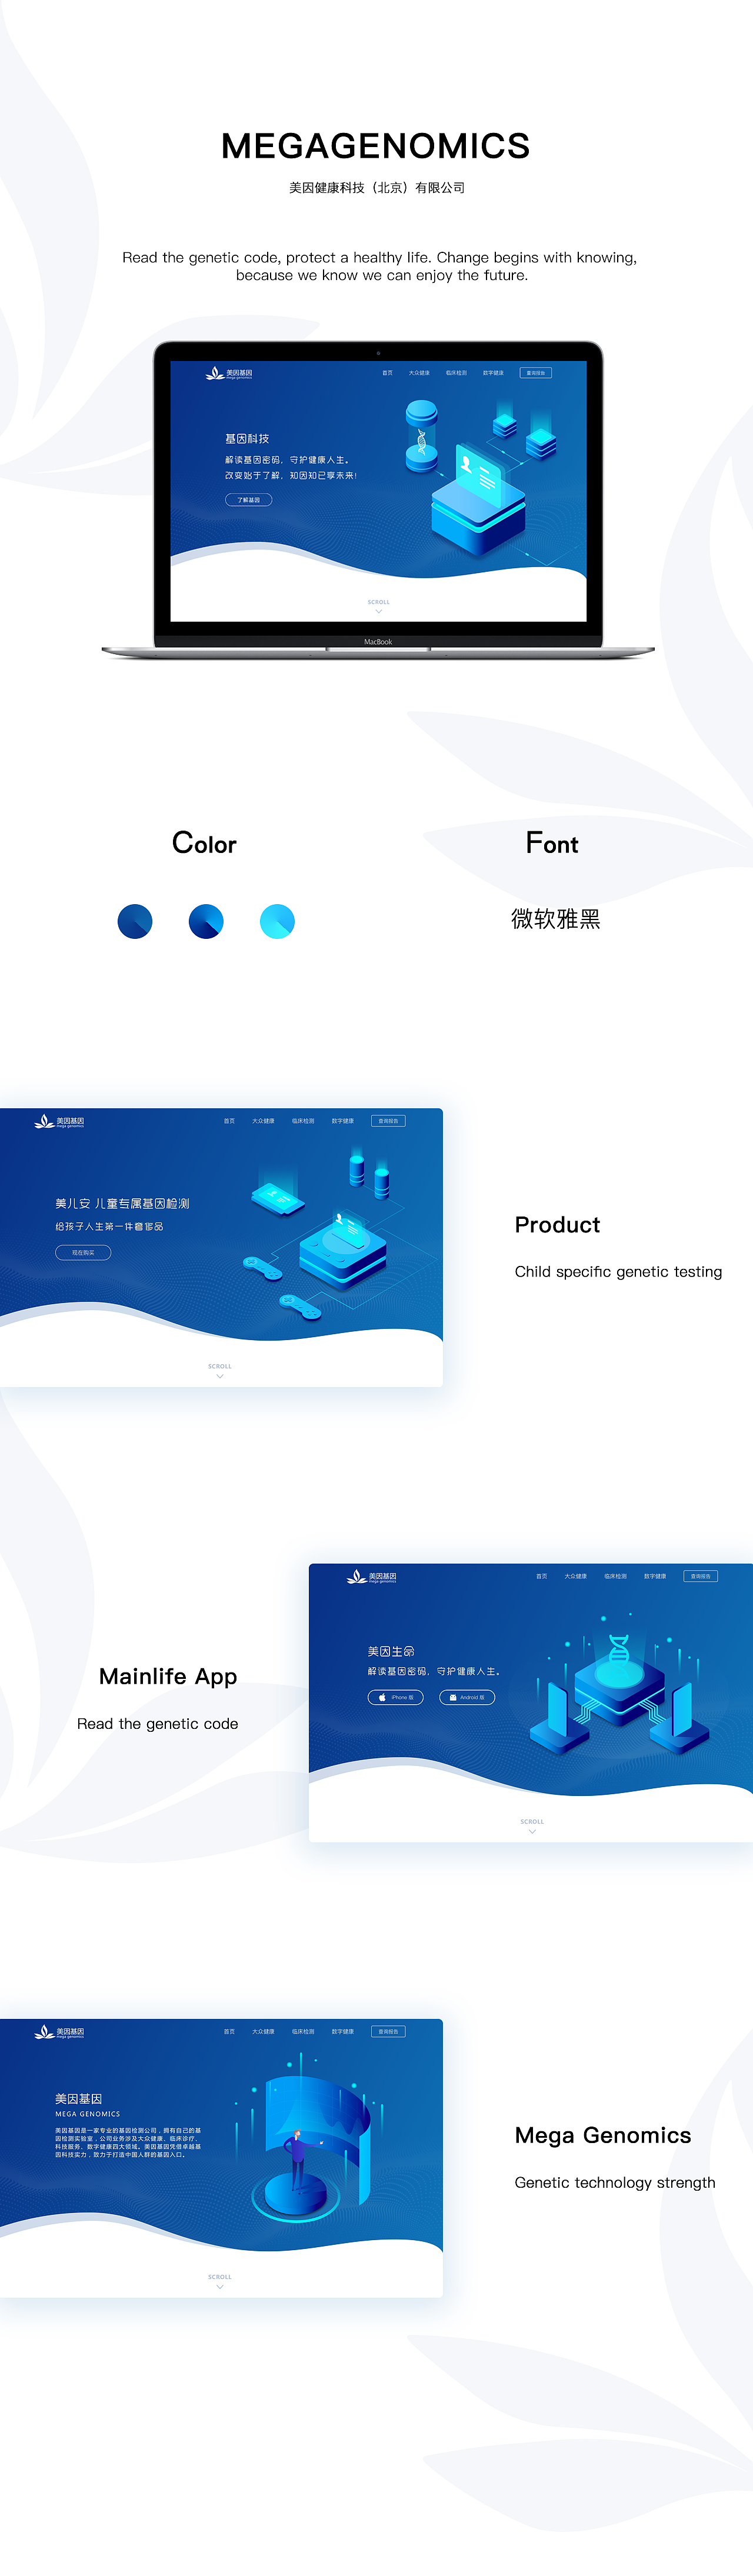 MEGAGENOMICS
美因健康科技（北京）有限公司
Read the genetic code, protect a healthy life. Change begins with knowing,
because we know we can enjoy the future.
美因基因
mega genomics
首页 大众健康 临床检测 数字健康 查询报告
基因科技
解读基因密码，守护健康人生。
改变始于了解，知因知己享未来！
了解基因
SCROLL
MacBook
Color
Font
微软雅黑
美因基因
mega genomics
首页 大众健康 临床检测 数字健康 查询报告
美儿安 儿童专属基因检测
给孩子人生第一件奢侈品
现在购买
SCROLL
Product
Child specific genetic testing
美因基因
mega genomics
首页 大众健康 临床检测 数字健康 查询报告
美因生命
解读基因密码，守护健康人生。
iPhone 版 Android 版
SCROLL
Mainlife App
Read the genetic code
美因基因
mega genomics
首页 大众健康 临床检测 数字健康 查询报告
美因基因
MEGA GENOMICS
美因基因是一家专业的基因检测公司，拥有自己的基
因检测实验室，公司业务涉及大众健康、临床诊疗、
科技服务、数字健康四大领域。美因基因凭借卓越基
因科技实力，致力于打造中国人群的基因入口。
SCROLL
Mega Genomics
Genetic technology strength